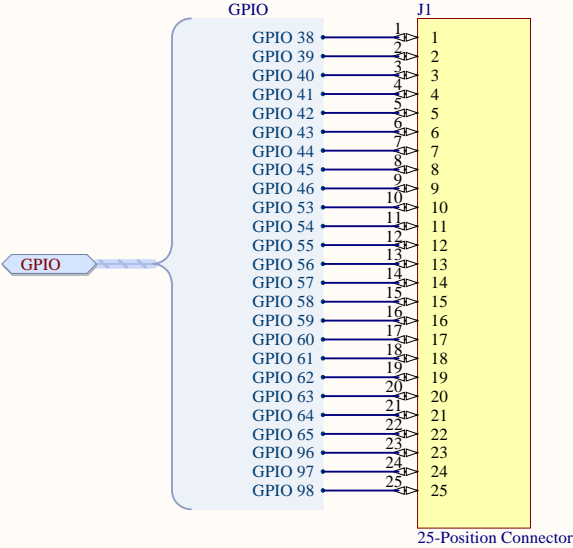 GPIO J1
GPIO 38 1 1
GPIO 39 2 2
GPIO 40 3 3
GPIO 41 4 4
GPIO 42 5 5
GPIO 43 6 6
GPIO 44 7 7
GPIO 45 8 8
GPIO 46 9 9
GPIO 53 10 10
GPIO 54 11 11
GPIO 55 12 12
GPIO GPIO 56 13 13
GPIO 57 14 14
GPIO 58 15 15
GPIO 59 16 16
GPIO 60 17 17
GPIO 61 18 18
GPIO 62 19 19
GPIO 63 20 20
GPIO 64 21 21
GPIO 65 22 22
GPIO 96 23 23
GPIO 97 24 24
GPIO 98 25 25
25-Position Connector